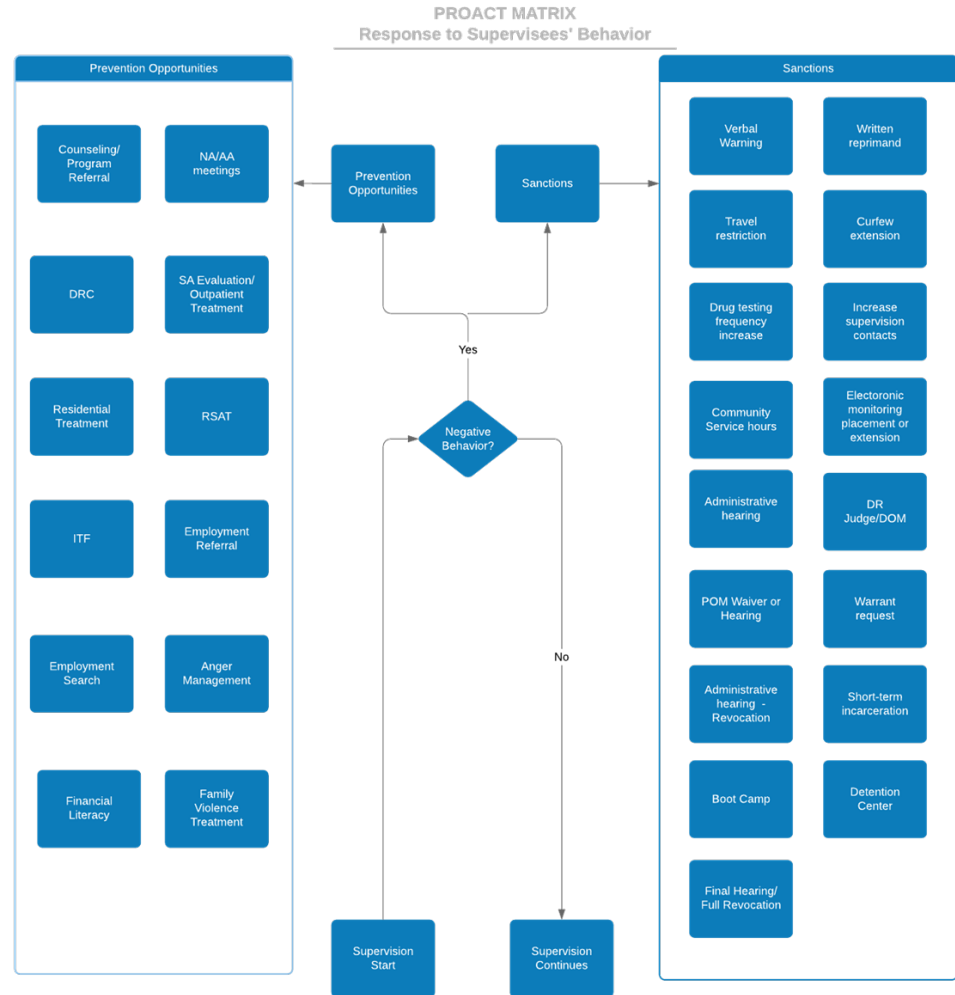 PROACT MATRIX
Response to Supervisees' Behavior
Prevention Opportunities
Counseling/
Program
Referral
NA/AA
meetings
DRC
SA Evaluation/
Outpatient
Treatment
Residential
Treatment
RSAT
ITF
Employment
Referral
Employment
Search
Anger
Management
Financial
Literacy
Family
Violence
Treatment
Prevention
Opportunities
Sanctions
Yes
Negative
Behavior?
No
Supervision
Start
Supervision
Continues
Sanctions
Verbal
Warning
Written
reprimand
Travel
restriction
Curfew
extension
Drug testing
frequency
increase
Increase
supervision
contacts
Community
Service hours
Electoronic
monitoring
placement or
extension
Administrative
hearing
DR
Judge/DOM
POM Waiver or
Hearing
Warrant
request
Administrative
hearing -
Revocation
Short-term
incarceration
Boot Camp
Detention
Center
Final Hearing/
Full Revocation